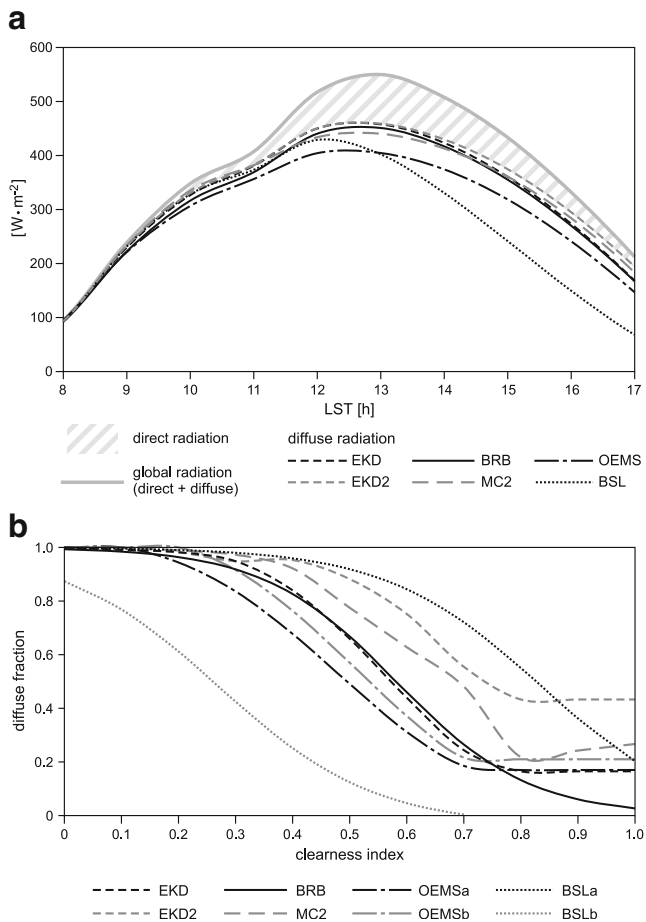 a
600
500
400
300
200
100
0
[W·m-2]
8 9 10 11 12 13 14 15 16 17
LST [h]
direct radiation
global radiation
(direct + diffuse)
diffuse radiation
EKD BRB OEMS
EKD2 MC2 BSL
b
1.0
0.8
0.6
0.4
0.2
0
diffuse fraction
0 0.1 0.2 0.3 0.4 0.5 0.6 0.7 0.8 0.9 1.0
clearness index
EKD BRB OEMSa BSLa
EKD2 MC2 OEMSb BSLb